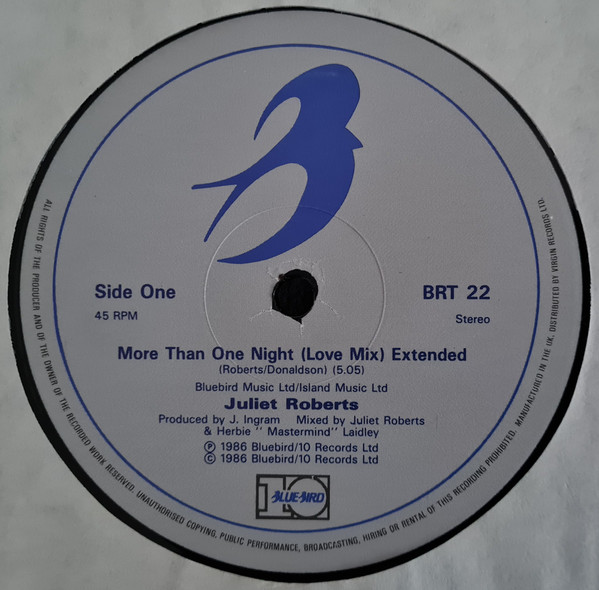 Side One
BRT 22
45 RPM
Stereo
More Than One Night (Love Mix) Extended
(Roberts/Donaldson) (5.05)
Bluebird Music Ltd/Island Music Ltd
Juliet Roberts
Produced by J. Ingram Mixed by Juliet Roberts
& Herbie '' Mastermind'' Laidley
Ⓟ 1986 Bluebird/10 Records Ltd
© 1986 Bluebird/10 Records Ltd
10 BLUEBIRD
ALL RIGHTS OF THE PRODUCER AND OF THE OWNER OF THE RECORDED WORK RESERVED. UNAUTHORISED COPYING, PUBLIC PERFORMANCE, BROADCASTING, HIRING OR RENTAL OF THIS RECORDING PROHIBITED. MANUFACTURED IN THE UK. DISTRIBUTED BY VIRGIN RECORDS LTD.